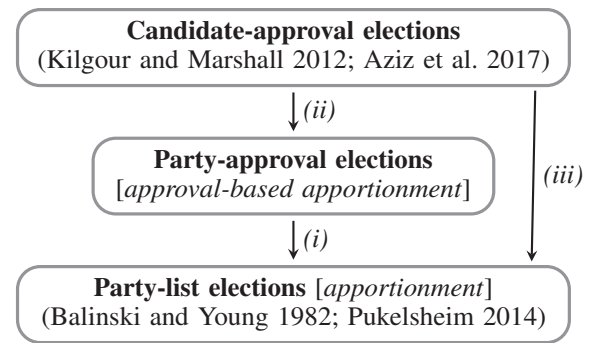 Candidate-approval elections
(Kilgour and Marshall 2012; Aziz et al. 2017)
(ii)
Party-approval elections
[approval-based apportionment]
(iii)
(i)
Party-list elections [apportionment]
(Balinski and Young 1982; Pukelsheim 2014)